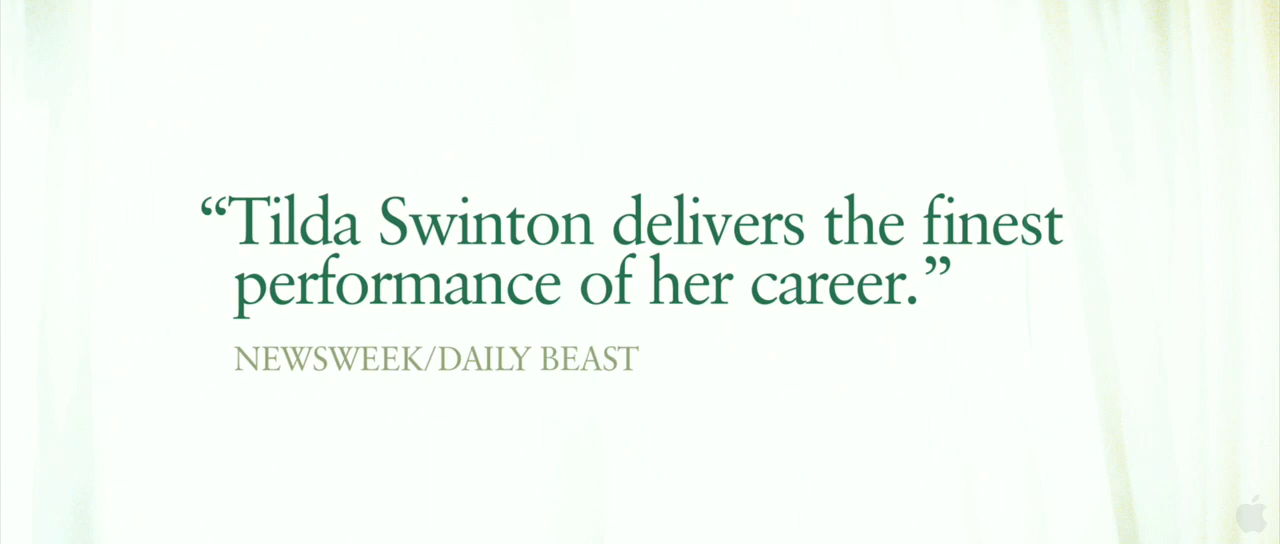 “Tilda Swinton delivers the finest
performance of her career.”
NEWSWEEK/DAILY BEAST